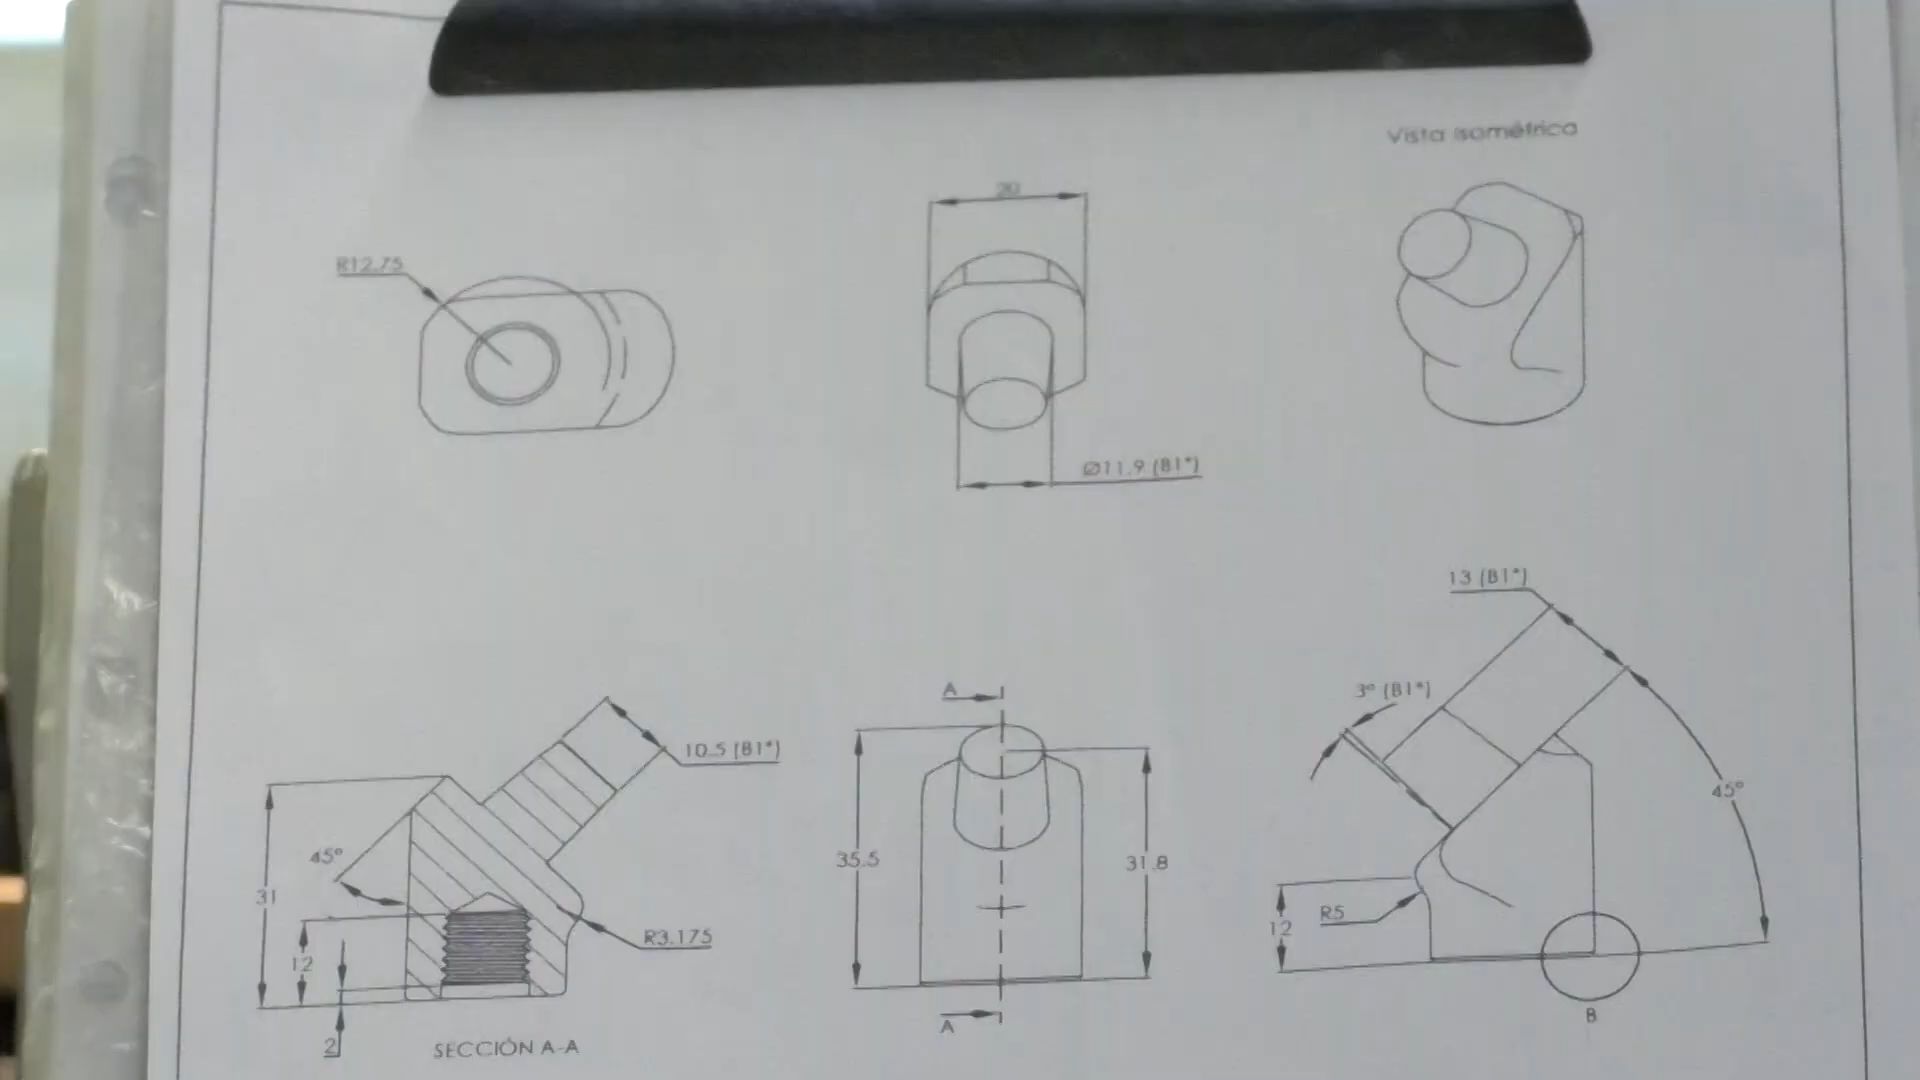 Vista Isométrica
20
R12.75
Ø11.9 (B1*)
13 (B1*)
3° (B1*)
45°
A
10.5 (B1*)
45°
31
12
2
R3.175
35.5
31.8
R5
12
A
B
SECCIÓN A-A